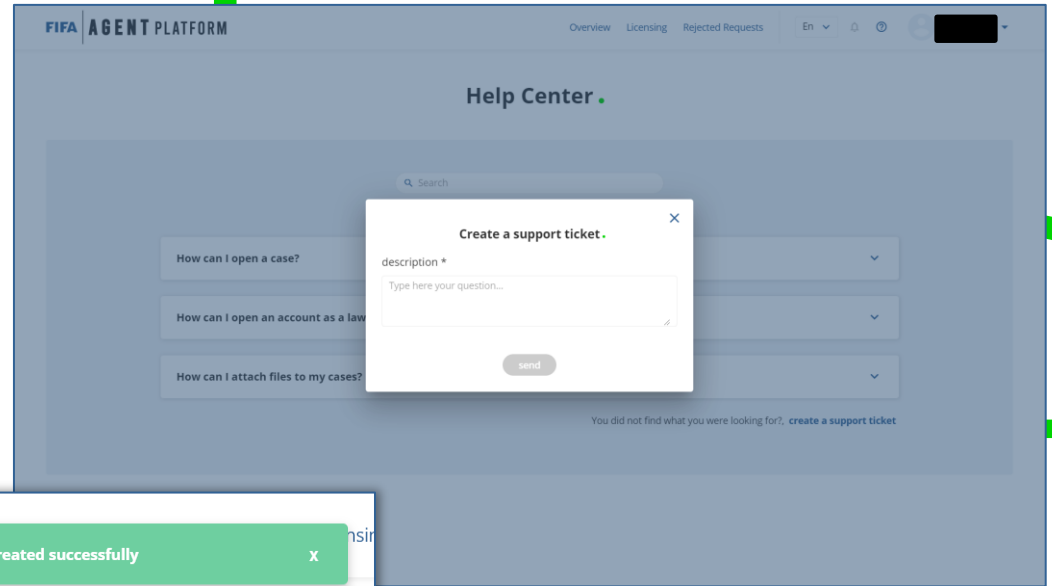 FIFA AGENT PLATFORM
Overview Licensing Rejected Requests En
Help Center.
Search
Create a support ticket.
description *
Type here your question...
send
How can I open a case?
How can I open an account as a law
How can I attach files to my cases?
You did not find what you were looking for?, create a support ticket
created successfully X